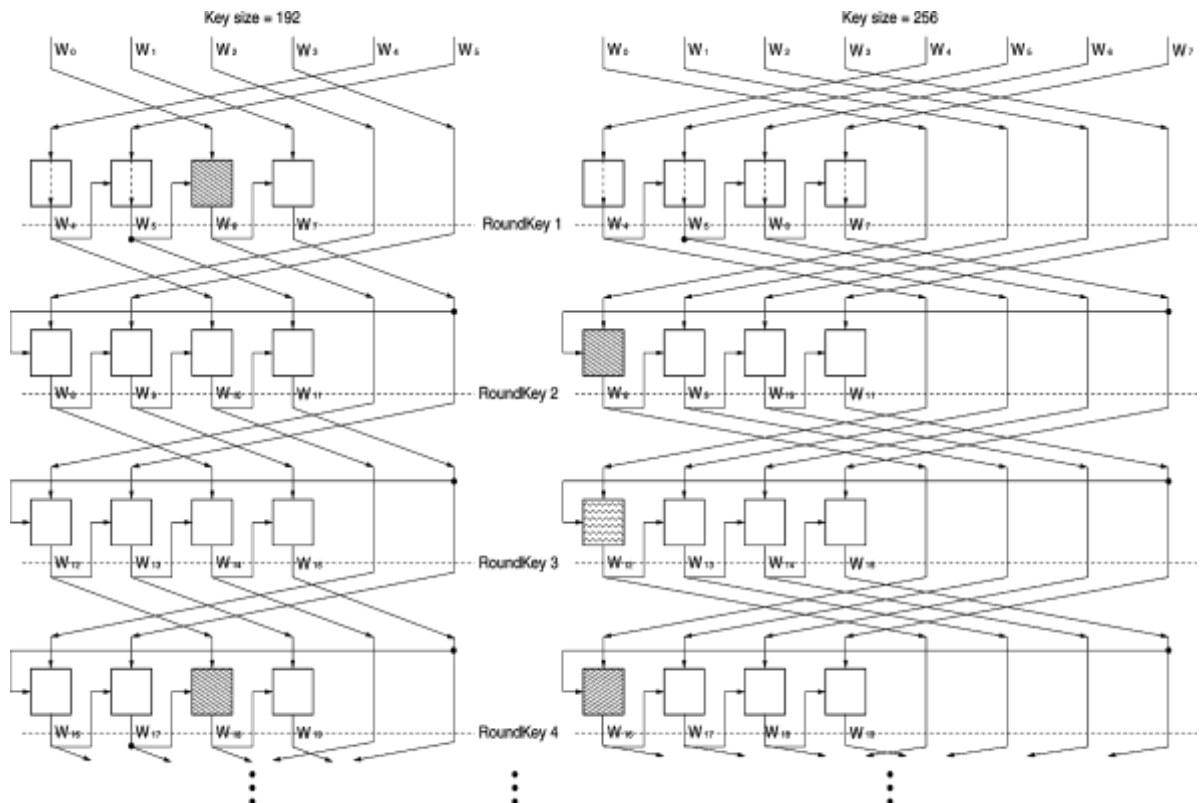 Key size = 192
Key size = 256
W0 W1 W2 W3 W4 W5
W0 W1 W2 W3 W4 W5 W6 W7
W4 W5 W6 W7
RoundKey 1
W4 W5 W6 W7
W8 W9 W10 W11
RoundKey 2
W8 W9 W10 W11
W12 W13 W14 W15
RoundKey 3
W12 W13 W14 W15
W16 W17 W18 W19
RoundKey 4
W16 W17 W18 W19